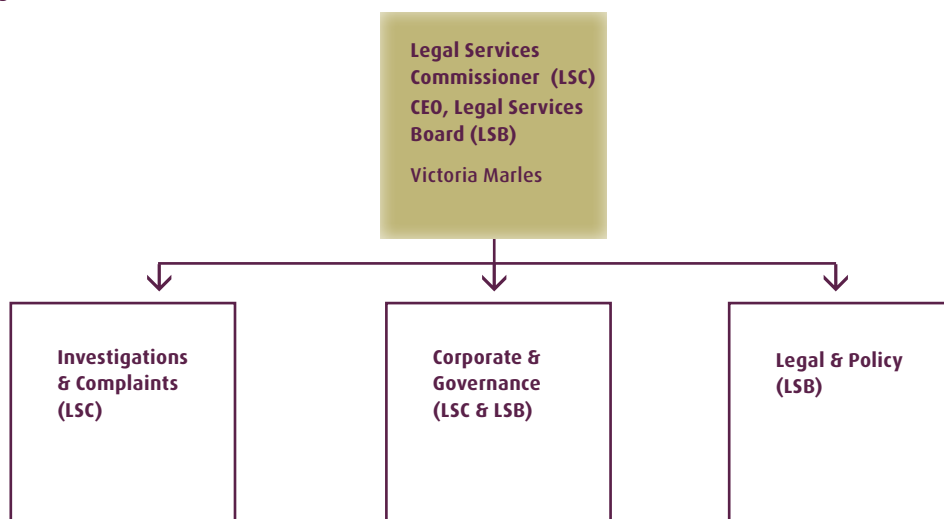 Legal Services
Commissioner (LSC)
CEO, Legal Services
Board (LSB)
Victoria Marles
Investigations
& Complaints
(LSC)
Corporate &
Governance
(LSC & LSB)
Legal & Policy
(LSB)